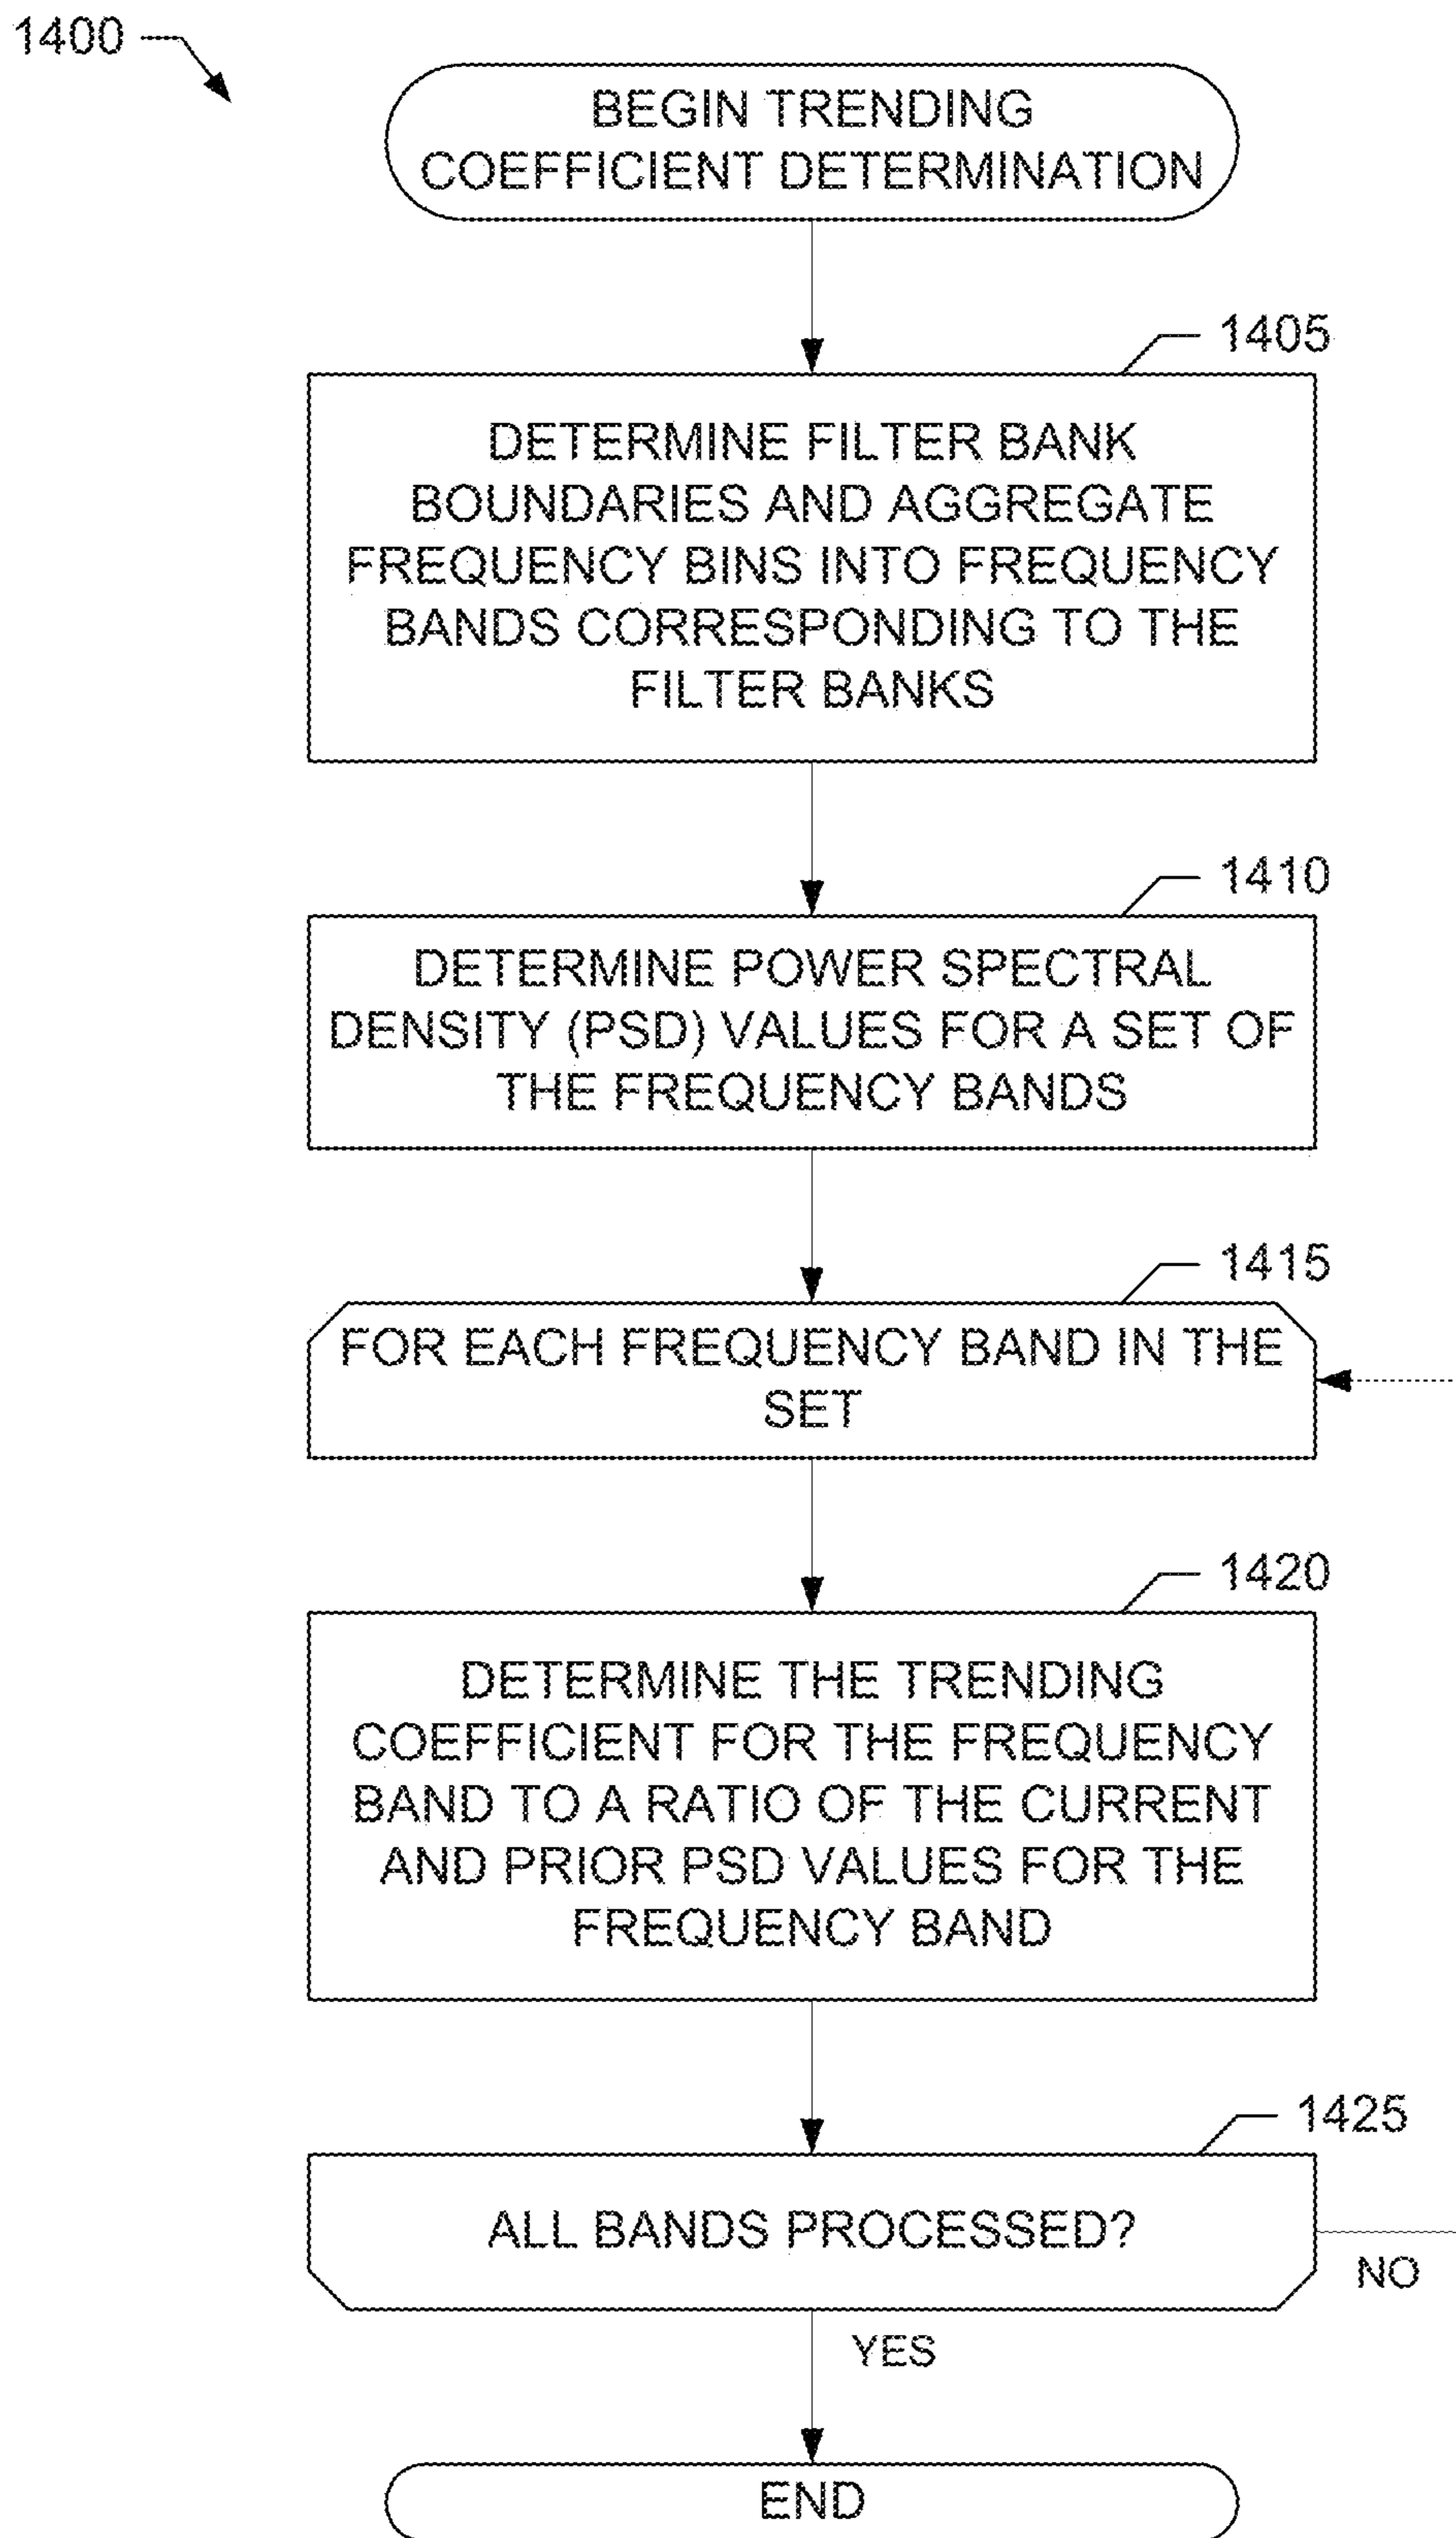 1400
BEGIN TRENDING
COEFFICIENT DETERMINATION
1405
DETERMINE FILTER BANK
BOUNDARIES AND AGGREGATE
FREQUENCY BINS INTO FREQUENCY
BANDS CORRESPONDING TO THE
FILTER BANKS
1410
DETERMINE POWER SPECTRAL
DENSITY (PSD) VALUES FOR A SET OF
THE FREQUENCY BANDS
1415
FOR EACH FREQUENCY BAND IN THE
SET
1420
DETERMINE THE TRENDING
COEFFICIENT FOR THE FREQUENCY
BAND TO A RATIO OF THE CURRENT
AND PRIOR PSD VALUES FOR THE
FREQUENCY BAND
1425
ALL BANDS PROCESSED?
NO
YES
END